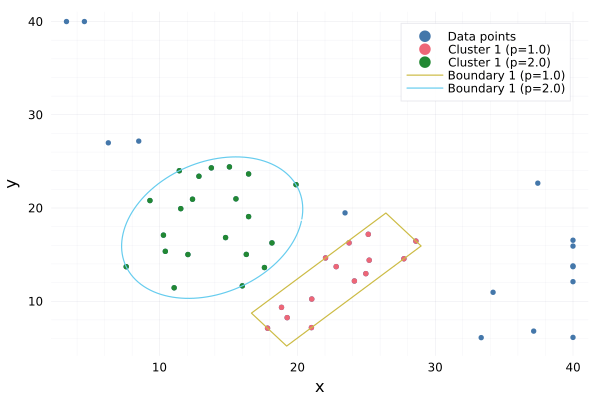 40
30
20
10
y
10
20
30
40
x
Data points
Cluster 1 (p=1.0)
Cluster 1 (p=2.0)
Boundary 1 (p=1.0)
Boundary 1 (p=2.0)